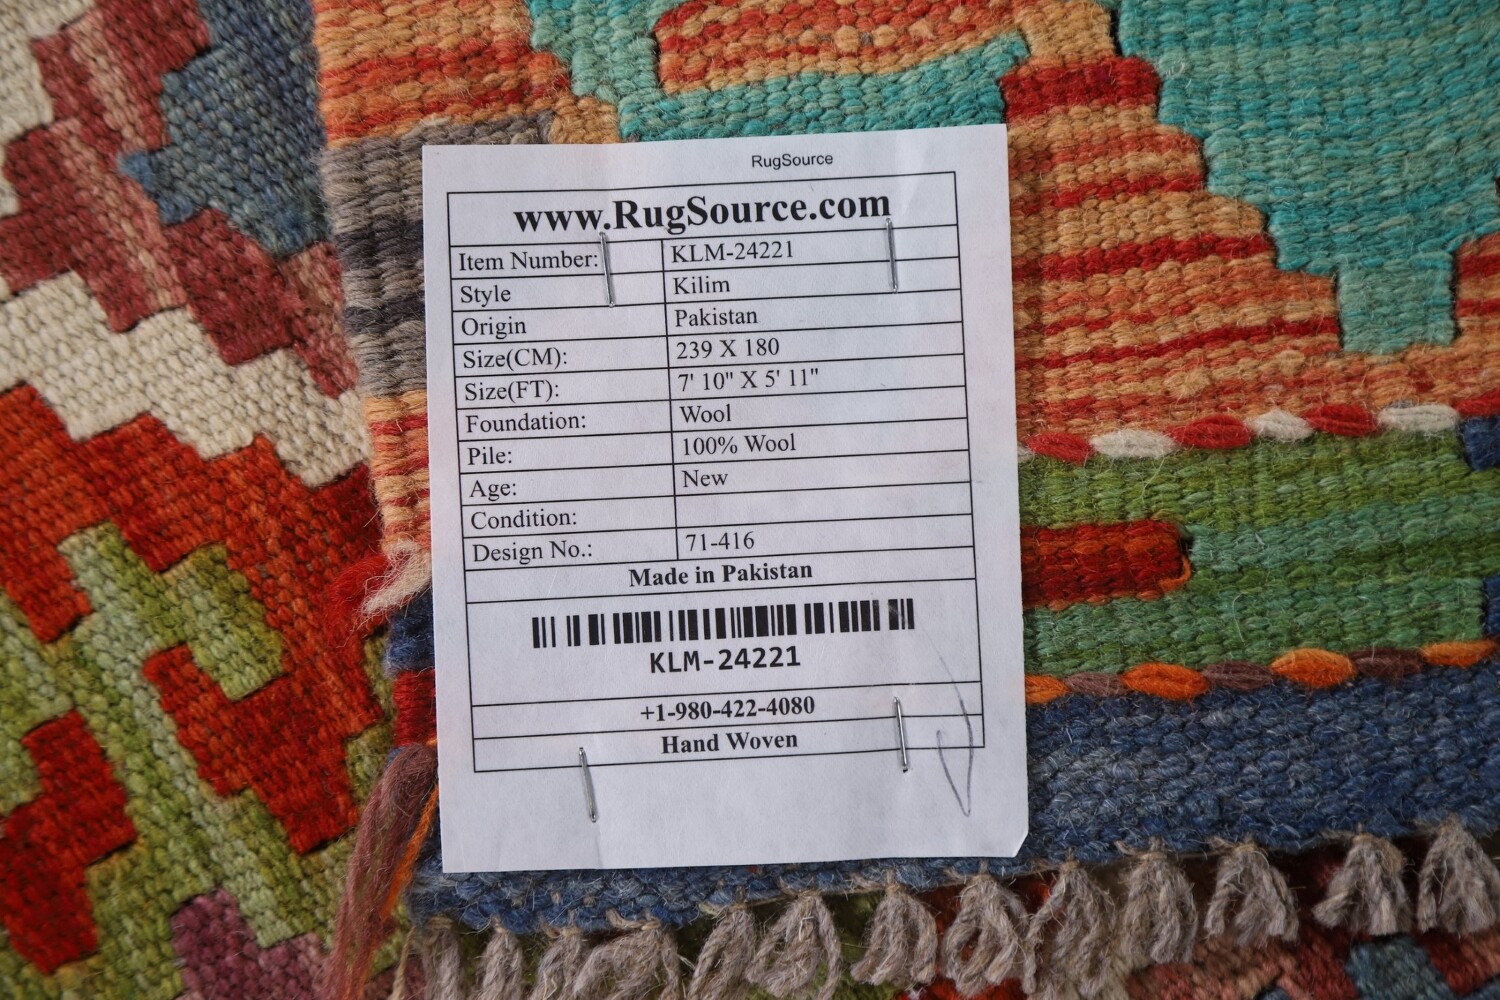 RugSource
www.RugSource.com
Item Number: KLM-24221
Style Kilim
Origin Pakistan
Size(CM): 239 X 180
Size(FT): 7' 10" X 5' 11"
Foundation: Wool
Pile: 100% Wool
Age: New
Condition:
Design No.: 71-416
Made in Pakistan
KLM-24221
+1-980-422-4080
Hand Woven